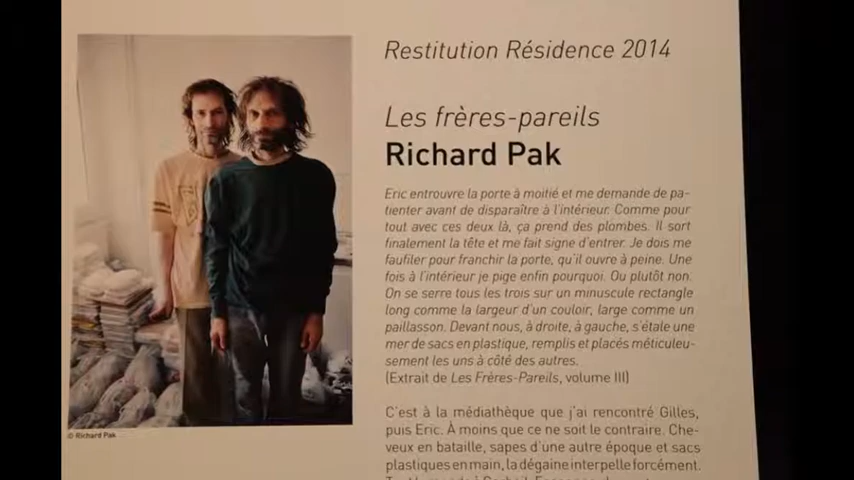 Restitution Résidence 2014
Les frères-pareils
Richard Pak
Eric entrouvre la porte à moitié et me demande de pa-
tienter avant de disparaître à l'intérieur. Comme pour
tout avec ces deux là, ça prend des plombes. Il sort
finalement la tête et me fait signe d'entrer. Je dois me
faufiler pour franchir la porte, qu'il ouvre à peine. Une
fois à l'intérieur je pige enfin pourquoi. Ou plutôt non.
On se serre tous les trois sur un minuscule rectangle
long comme la largeur d'un couloir, large comme un
paillasson. Devant nous, à droite, à gauche, s'étale une
mer de sacs en plastique, remplis et placés méticuleu-
sement les uns à côté des autres.
(Extrait de Les Frères-Pareils, volume III)
C'est à la médiathèque que j'ai rencontré Gilles,
puis Eric. À moins que ce ne soit le contraire. Che-
veux en bataille, sapes d'une autre époque et sacs
plastiques en main, la dégaine interpelle forcément.
© Richard Pak